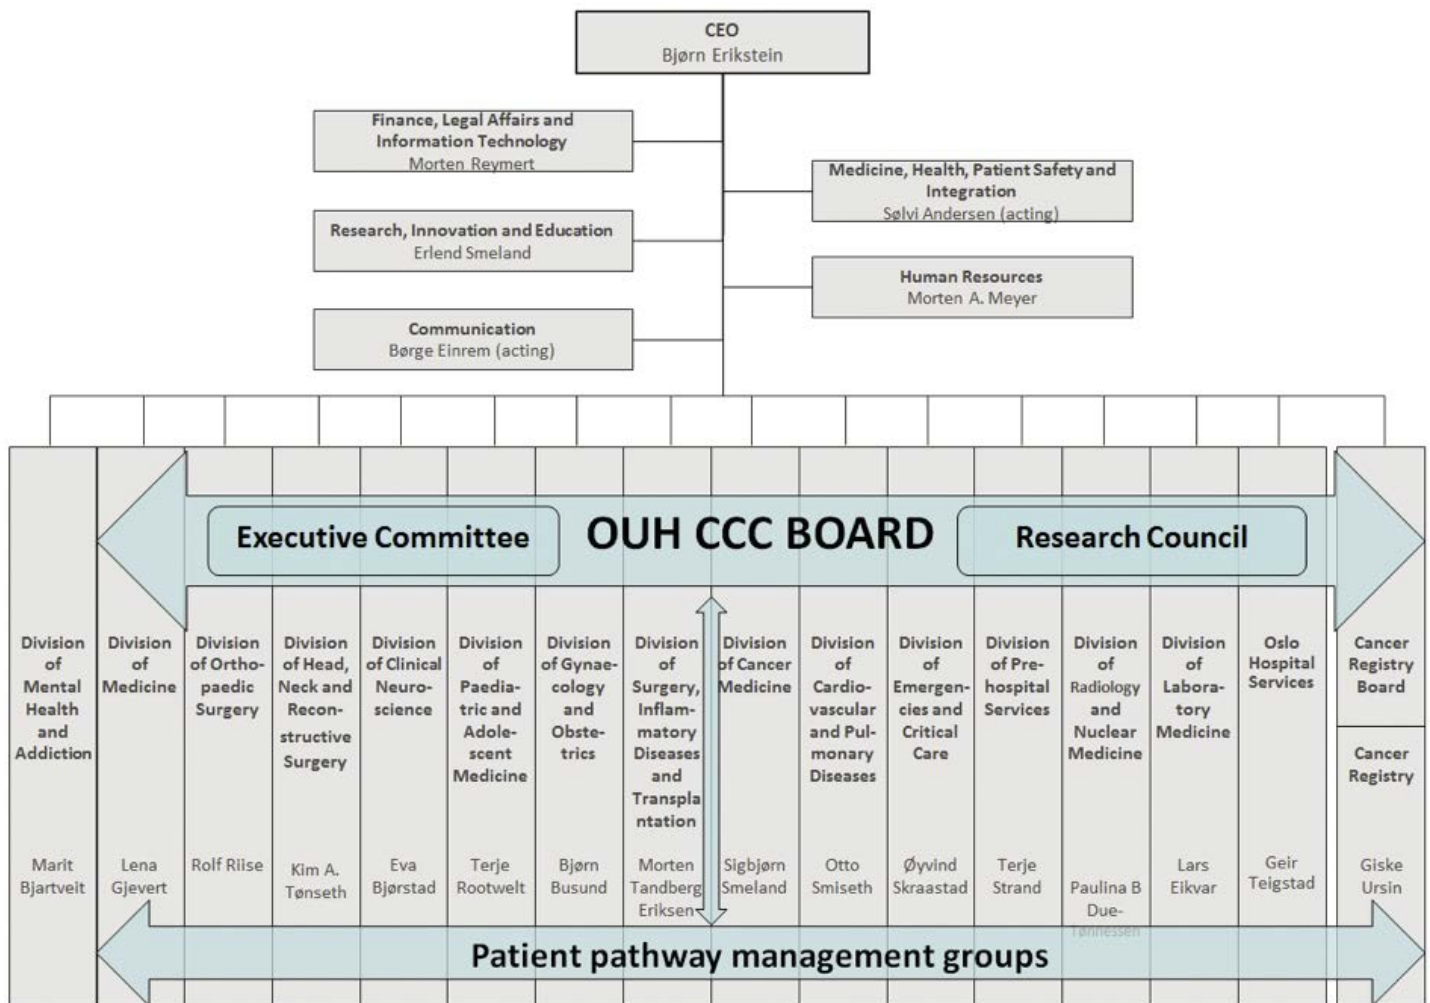 CEO
Bjørn Erikstein
Finance, Legal Affairs and
Information Technology
Morten Reymert
Medicine, Health, Patient Safety and
Integration
Sølvi Andersen (acting)
Research, Innovation and Education
Erlend Smeland
Human Resources
Morten A. Meyer
Communication
Børge Einrem (acting)
Executive Committee
OUH CCC BOARD
Research Council
Division
of
Mental
Health
and
Addiction
Marit
Bjartveit
Division
of
Medicine
Lena
Gjevert
Division
of Ortho-
paedic
Surgery
Rolf Riise
Division
of Head,
Neck and
Recon-
structive
Surgery
Kim A.
Tønseth
Division
of Clinical
Neuro-
science
Eva
Bjørstad
Division
of
Paedia-
tric and
Adole-
scent
Medicine
Terje
Rootwelt
Division
of Gynae-
cology
and
Obste-
trics
Bjørn
Busund
Division
of
Surgery,
Inflam-
matory
Diseases
and
Transpla
ntation
Morten
Tandberg
Eriksen
Division
of Cancer
Medicine
Sigbjørn
Smeland
Division
of
Cardio-
vascular
and Pul-
monary
Diseases
Otto
Smiseth
Division
of
Emergen-
cies and
Critical
Care
Øyvind
Skraastad
Division
of Pre-
hospital
Services
Terje
Strand
Division
of
Radiology
and
Nuclear
Medicine
Paulina B
Due-
Tønnessen
Division
of
Labora-
tory
Medicine
Lars
Eikvar
Oslo
Hospital
Services
Geir
Teigstad
Cancer
Registry
Board
Cancer
Registry
Giske
Ursin
Patient pathway management groups